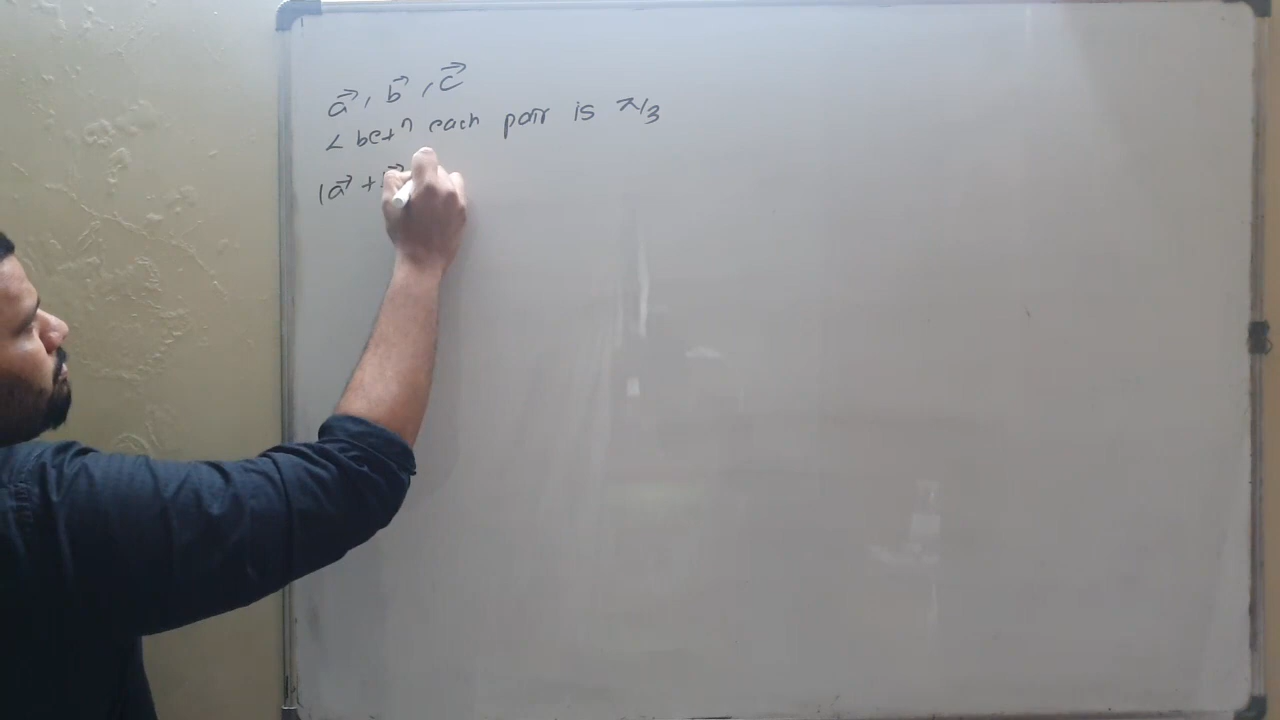 a⃗, b⃗, c⃗
< betⁿ each pair is π/3
|a⃗ +